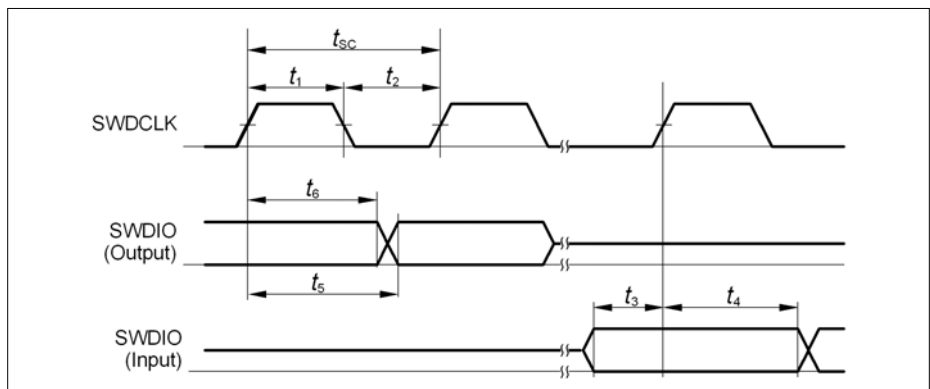 tSC
t1
t2
SWDCLK
t6
SWDIO
(Output)
t5
t3
t4
SWDIO
(Input)